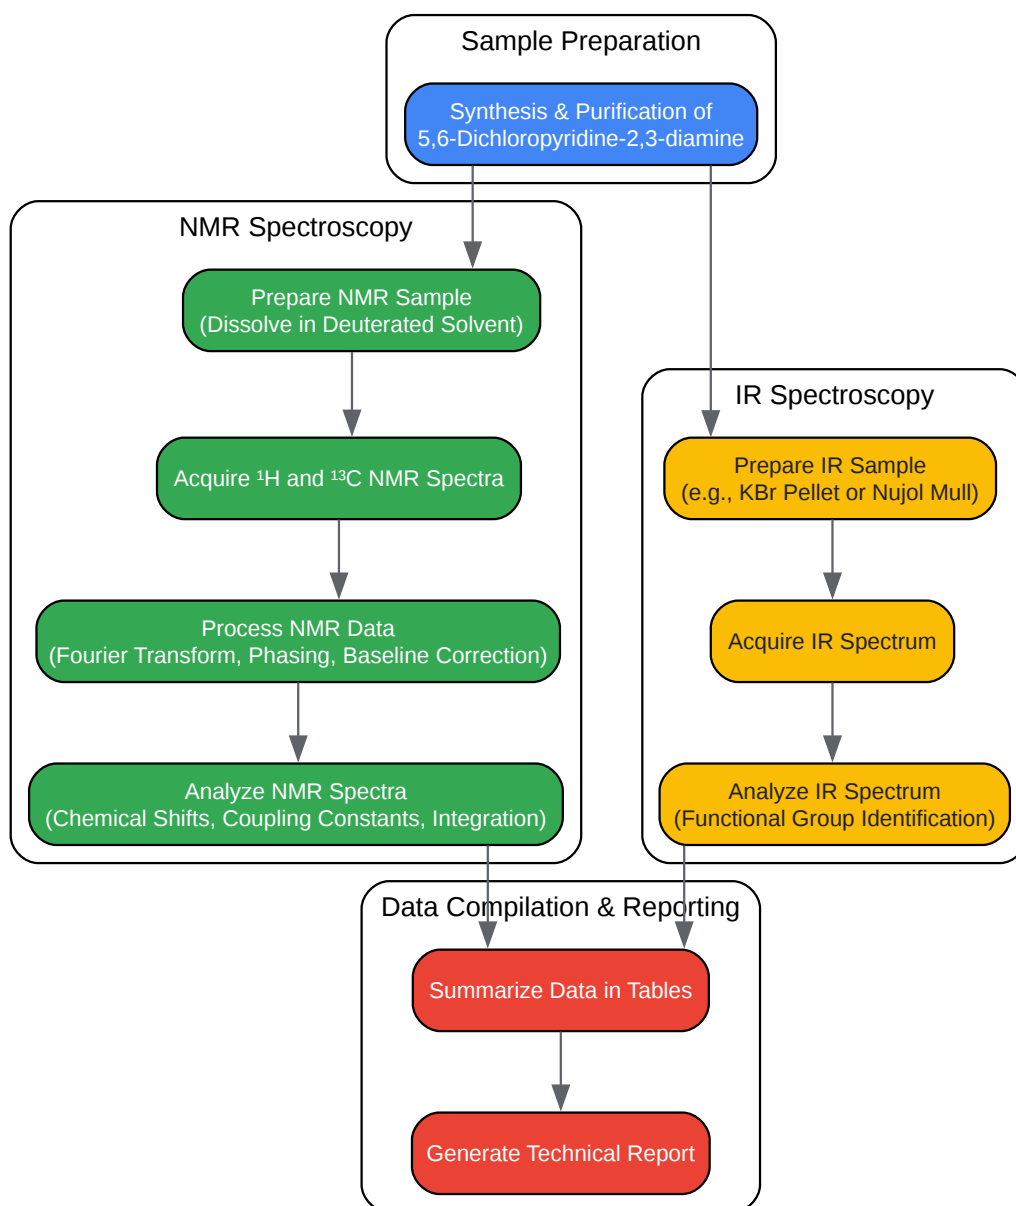 Sample Preparation
Synthesis & Purification of
5,6-Dichloropyridine-2,3-diamine
NMR Spectroscopy
Prepare NMR Sample
(Dissolve in Deuterated Solvent)
Acquire ¹H and ¹³C NMR Spectra
Process NMR Data
(Fourier Transform, Phasing, Baseline Correction)
Analyze NMR Spectra
(Chemical Shifts, Coupling Constants, Integration)
IR Spectroscopy
Prepare IR Sample
(e.g., KBr Pellet or Nujol Mull)
Acquire IR Spectrum
Analyze IR Spectrum
(Functional Group Identification)
Data Compilation & Reporting
Summarize Data in Tables
Generate Technical Report